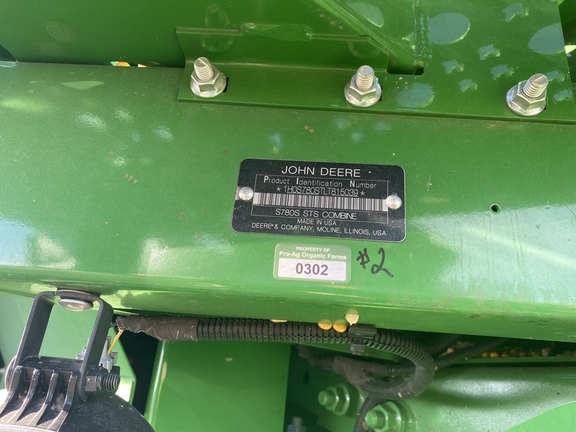 JOHN DEERE
Product Identification Number
*1H0S780STLT815039*
S780S STS COMBINE
MADE IN USA
DEERE & COMPANY, MOLINE, ILLINOIS, USA
PROPERTY OF
Pro-Ag Organic Farms
0302
#2